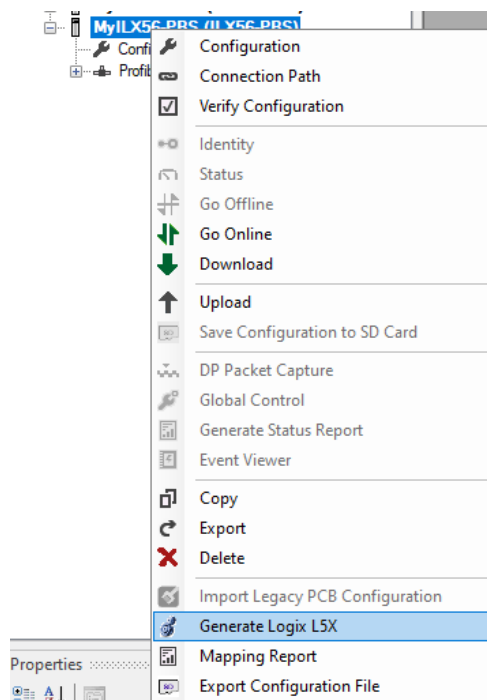 MyILX56-PBS (ILX56-PBS)
Confi
Profib
Configuration
Connection Path
Verify Configuration
Identity
Status
Go Offline
Go Online
Download
Upload
Save Configuration to SD Card
DP Packet Capture
Global Control
Generate Status Report
Event Viewer
Copy
Export
Delete
Import Legacy PCB Configuration
Generate Logix L5X
Mapping Report
Export Configuration File
Properties